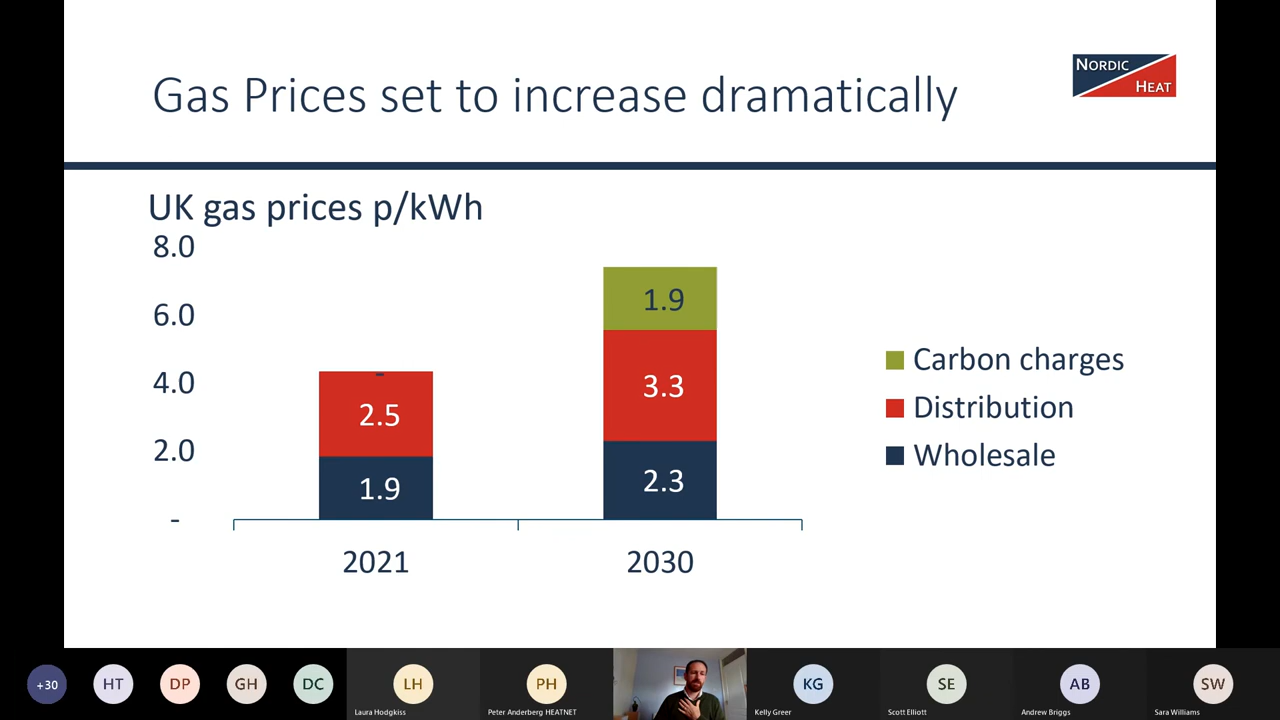 Gas Prices set to increase dramatically
NORDIC
HEAT
UK gas prices p/kWh
8.0
6.0
4.0
2.0
-
-
2.5
1.9
1.9
3.3
2.3
2021
2030
Carbon charges
Distribution
Wholesale
+30
HT
DP
GH
DC
LH
Laura Hodgkiss
PH
Peter Anderberg HEATNET
KG
Kelly Greer
SE
Scott Elliott
AB
Andrew Briggs
SW
Sara Williams